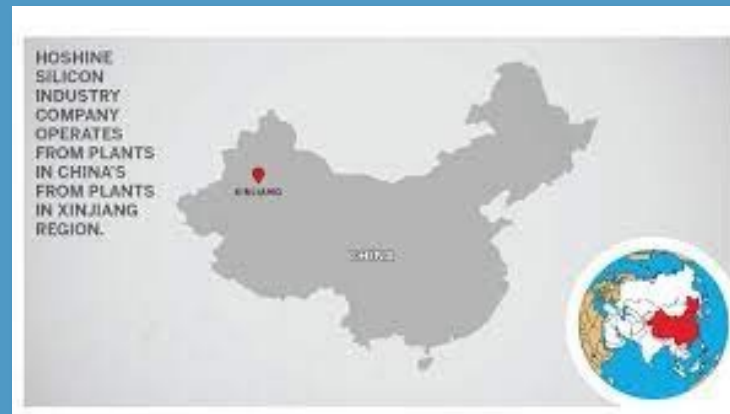 HOSHINE
SILICON
INDUSTRY
COMPANY
OPERATES
FROM PLANTS
IN CHINA'S
FROM PLANTS
IN XINJIANG
REGION.
XINJIANG
CHINA